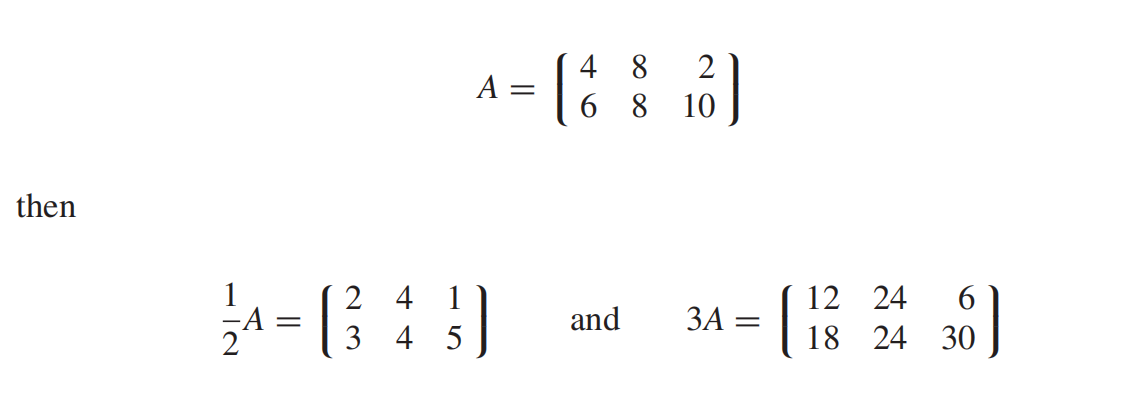 A = [ 4 8 2
6 8 10 ]
then
1/2 A = [ 2 4 1
3 4 5 ] and 3A = [ 12 24 6
18 24 30 ]